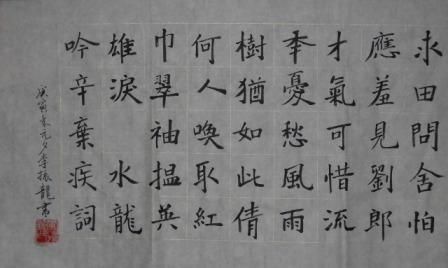 求田問舍怕
應羞見劉郎
才氣可惜流
秊憂愁風雨
樹猶如此倩
何人喚取紅
巾翠袖揾英
雄淚 水龍
吟辛棄疾詞
李振龍書